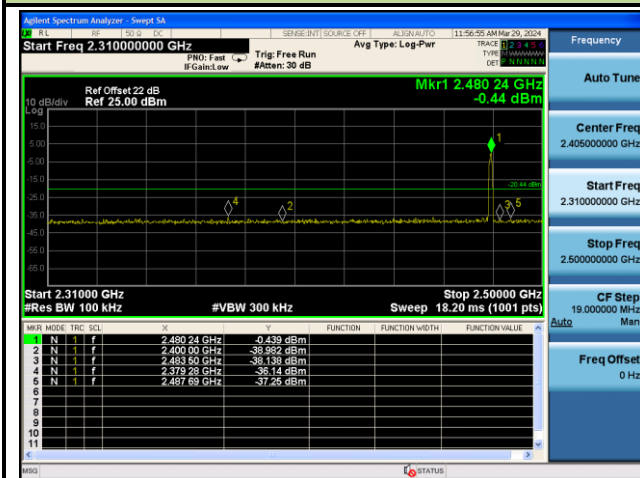 Agilent Spectrum Analyzer - Swept SA
RL RF 50 Ω DC SENSE:INT SOURCE OFF ALIGN AUTO 11:56:55 AM Mar 29, 2024
Start Freq 2.310000000 GHz
PNO: Fast
IFGain:Low
Trig: Free Run
#Atten: 30 dB
Avg Type: Log-Pwr
TRACE 1 2 3 4 5 6
TYPE M WWWWW
DET P N N N N N
Ref Offset 22 dB
10 dB/div Ref 25.00 dBm
Log
Mkr1 2.480 24 GHz
-0.44 dBm
15.0
5.00
-5.00
-15.0
-25.0
-35.0
-45.0
-55.0
-65.0
-20.44 dBm
1
4
2
3
5
Start 2.31000 GHz
#Res BW 100 kHz
#VBW 300 kHz
Stop 2.50000 GHz
Sweep 18.20 ms (1001 pts)
MKR MODE TRC SCL X Y FUNCTION FUNCTION WIDTH FUNCTION VALUE
1 N 1 f 2.480 24 GHz -0.439 dBm
2 N 1 f 2.400 00 GHz -38.982 dBm
3 N 1 f 2.483 50 GHz -38.138 dBm
4 N 1 f 2.379 28 GHz -36.14 dBm
5 N 1 f 2.487 69 GHz -37.25 dBm
6
7
8
9
10
11
MSG
STATUS
Frequency
Auto Tune
Center Freq
2.405000000 GHz
Start Freq
2.310000000 GHz
Stop Freq
2.500000000 GHz
CF Step
19.000000 MHz
Auto Man
Freq Offset
0 Hz